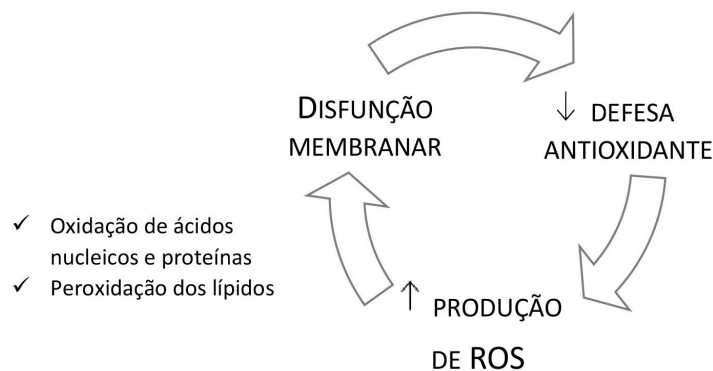 DISFUNÇÃO
MEMBRANAR
↓ DEFESA
ANTIOXIDANTE
✓ Oxidação de ácidos
nucleicos e proteínas
✓ Peroxidação dos lípidos
↑ PRODUÇÃO
DE ROS